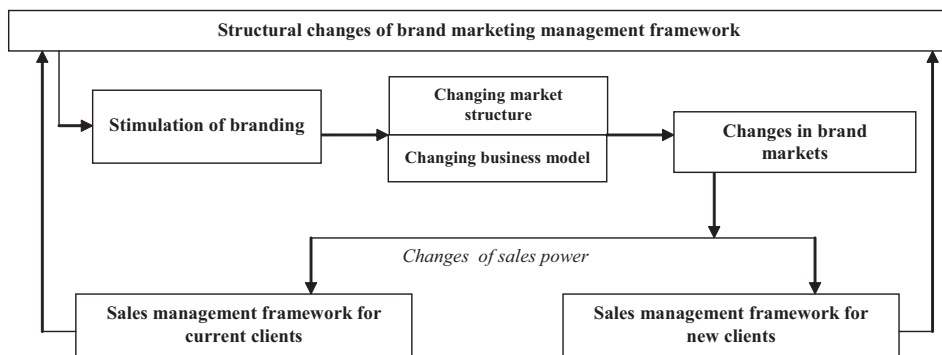 Structural changes of brand marketing management framework
Stimulation of branding
Changing market
structure
Changing business model
Changes in brand
markets
Changes of sales power
Sales management framework for
current clients
Sales management framework for
new clients